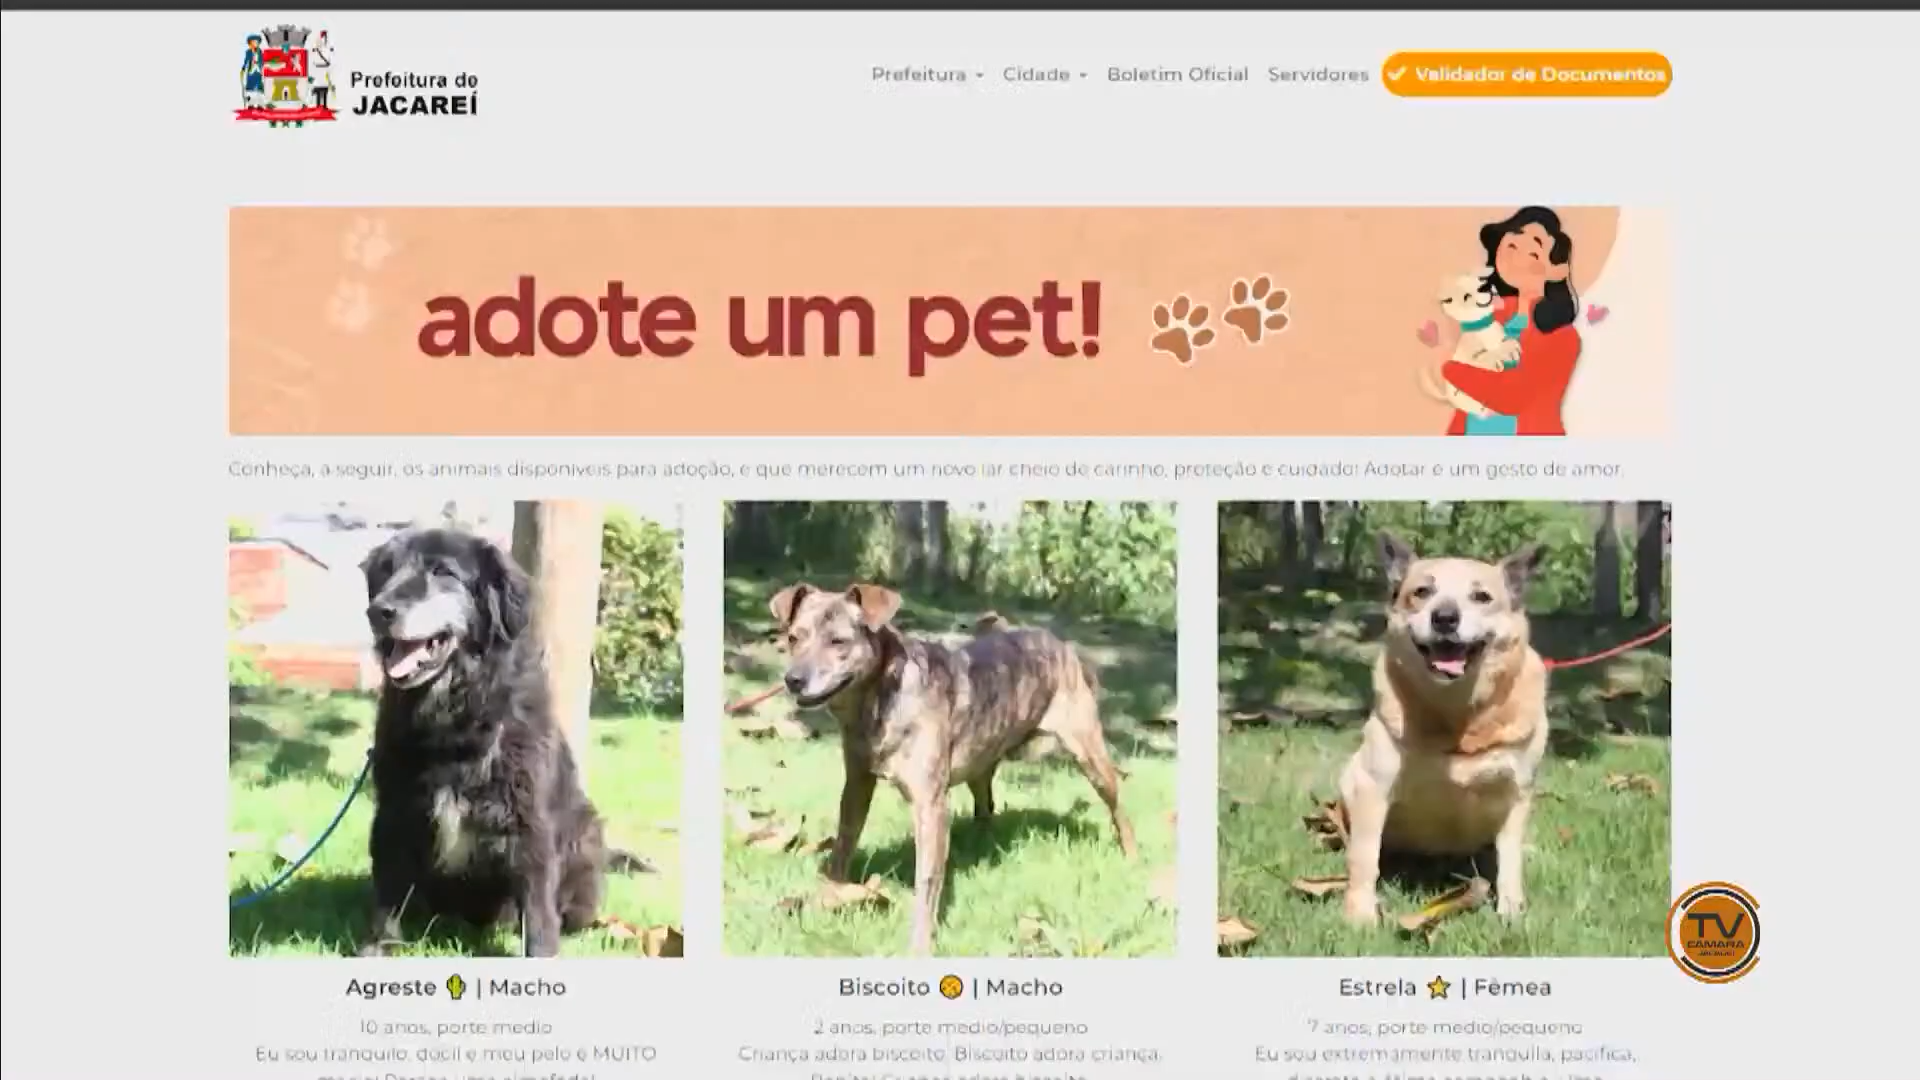 Prefeitura de
JACAREÍ
Prefeitura
Cidade
Boletim Oficial
Servidores
Validador de Documentos
adote um pet!
Conheça, a seguir, os animais disponíveis para adoção, e que merecem um novo lar cheio de carinho, proteção e cuidado! Adotar é um gesto de amor.
Agreste | Macho
10 anos, porte médio
Eu sou tranquilo, dócil e meu pelo é MUITO
Biscoito | Macho
2 anos, porte médio/pequeno
Criança adora biscoito. Biscoito adora criança.
Estrela | Fêmea
7 anos, porte médio/pequeno
Eu sou extremamente tranquila, pacífica,
TV
CÂMARA
JACAREÍ